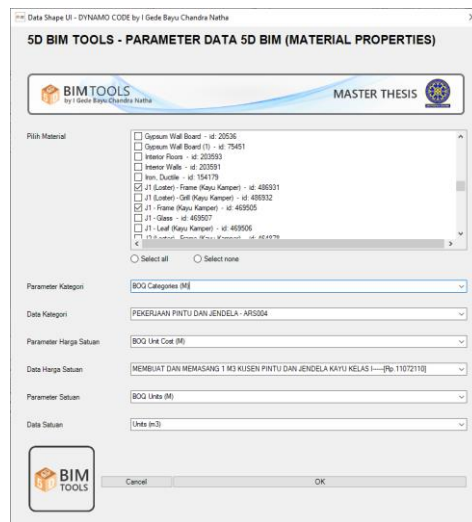 Data Shape UI - DYNAMO CODE by I Gede Bayu Chandra Natha
5D BIM TOOLS - PARAMETER DATA 5D BIM (MATERIAL PROPERTIES)
BIMTOOLS
by I Gede Bayu Chandra Natha
MASTER THESIS
Pilih Material
Gypsum Wall Board - id: 20536
Gypsum Wall Board (1) - id: 75451
Interior Floors - id: 203593
Interior Walls - id: 203591
Iron, Ductile - id: 154179
J1 (Loster) - Frame (Kayu Kamper) - id: 486931
J1 (Loster) - Grill (Kayu Kamper) - id: 486932
J1 - Frame (Kayu Kamper) - id: 469505
J1 - Glass - id: 469507
J1 - Leaf (Kayu Kamper) - id: 469506
Select all Select none
Parameter Kategori BOQ Categories (M)
Data Kategori PEKERJAAN PINTU DAN JENDELA - ARS004
Parameter Harga Satuan BOQ Unit Cost (M)
Data Harga Satuan MEMBUAT DAN MEMASANG 1 M3 KUSEN PINTU DAN JENDELA KAYU KELAS I-----[Rp.11072110]
Parameter Satuan BOQ Units (M)
Data Satuan Units (m3)
BIM
TOOLS
Cancel OK